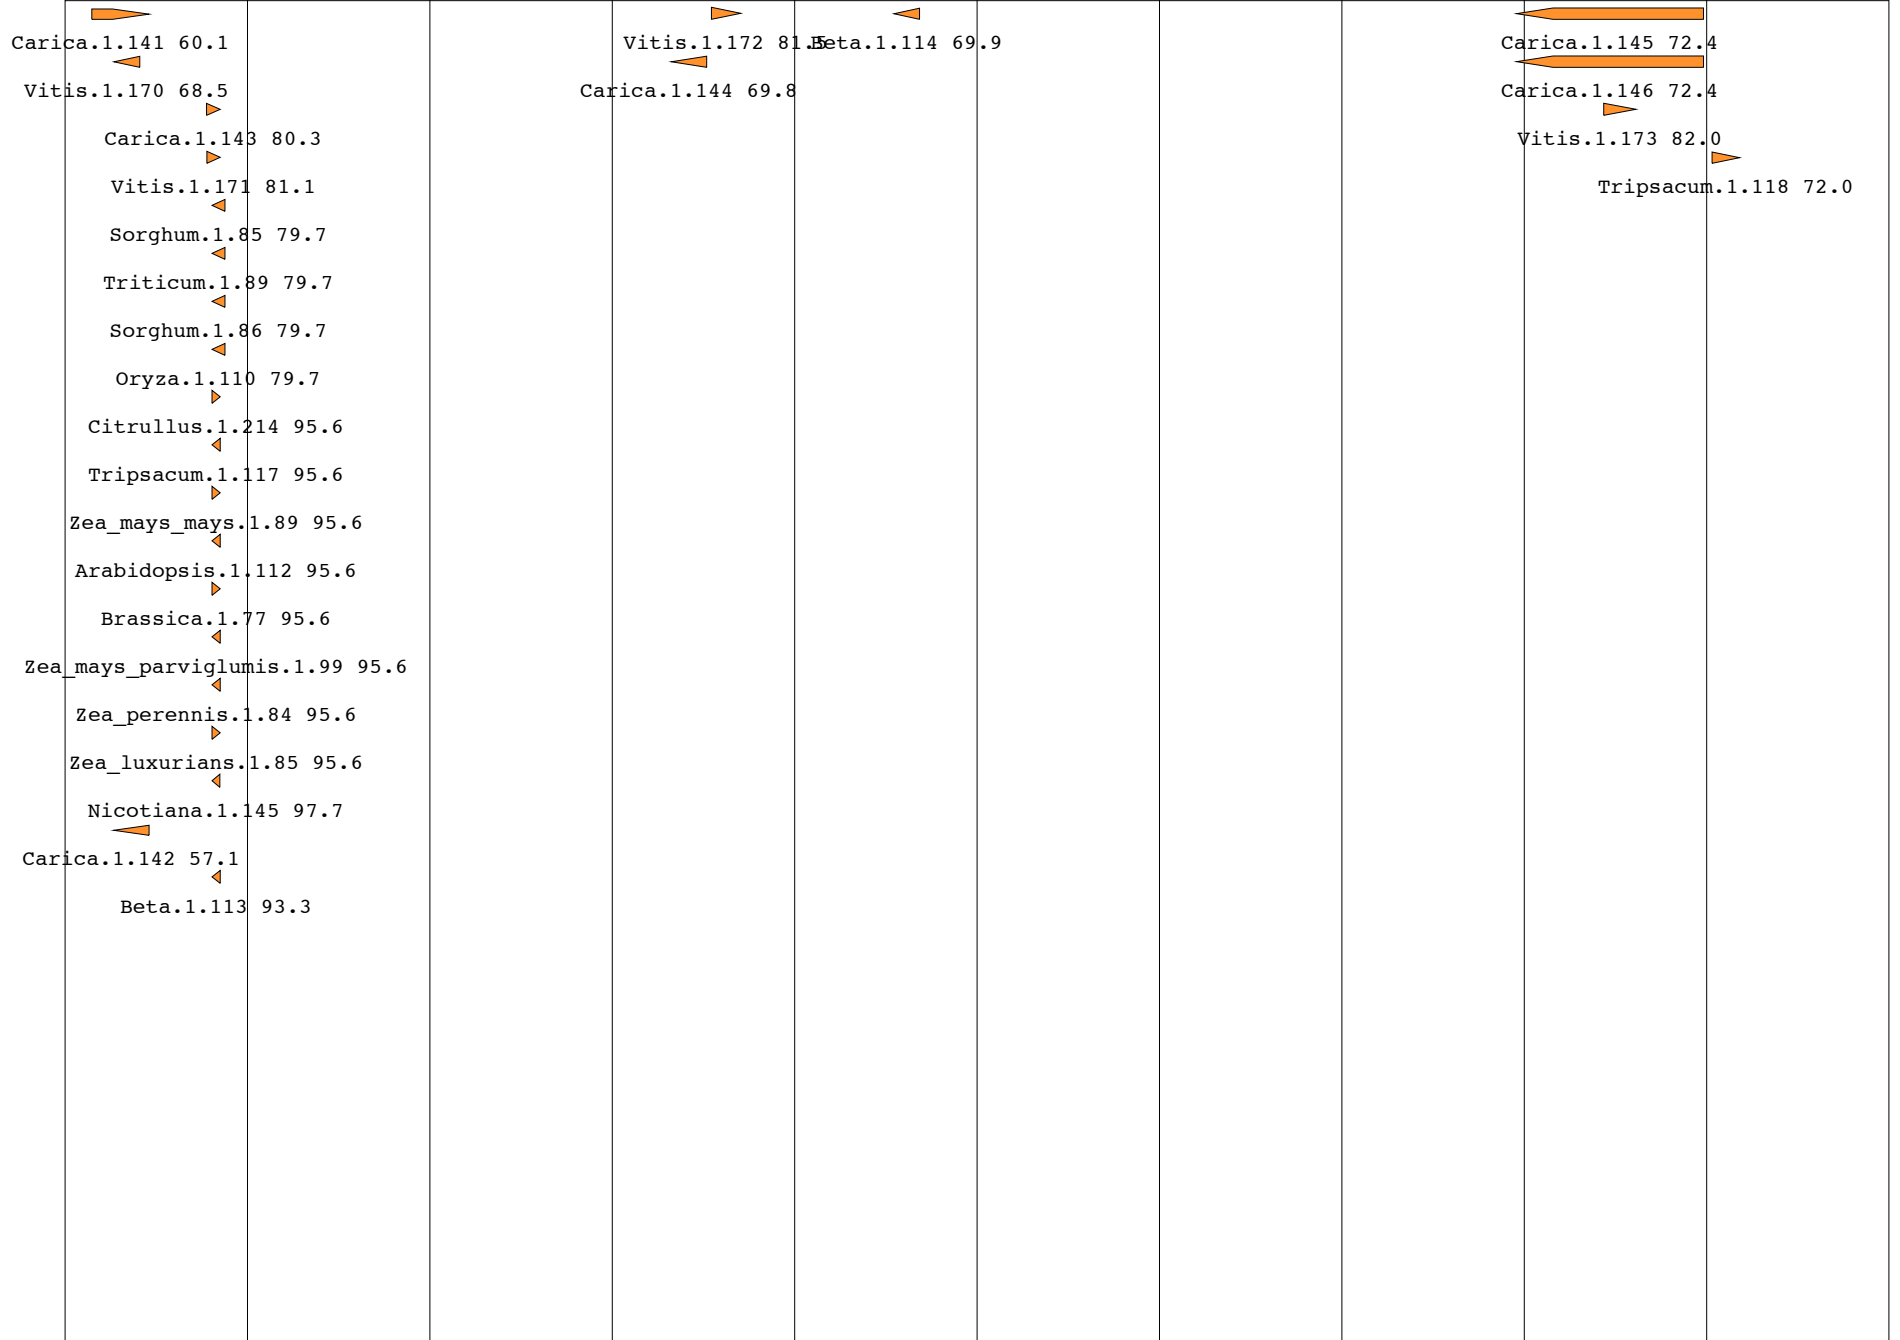 Carica.1.141 60.1
Vitis.1.172 81.5
Beta.1.114 69.9
Carica.1.145 72.4
Vitis.1.170 68.5
Carica.1.144 69.8
Carica.1.146 72.4
Carica.1.143 80.3
Vitis.1.173 82.0
Vitis.1.171 81.1
Tripsacum.1.118 72.0
Sorghum.1.85 79.7
Triticum.1.89 79.7
Sorghum.1.86 79.7
Oryza.1.110 79.7
Citrullus.1.214 95.6
Tripsacum.1.117 95.6
Zea_mays_mays.1.89 95.6
Arabidopsis.1.112 95.6
Brassica.1.77 95.6
Zea_mays_parviglumis.1.99 95.6
Zea_perennis.1.84 95.6
Zea_luxurians.1.85 95.6
Nicotiana.1.145 97.7
Carica.1.142 57.1
Beta.1.113 93.3